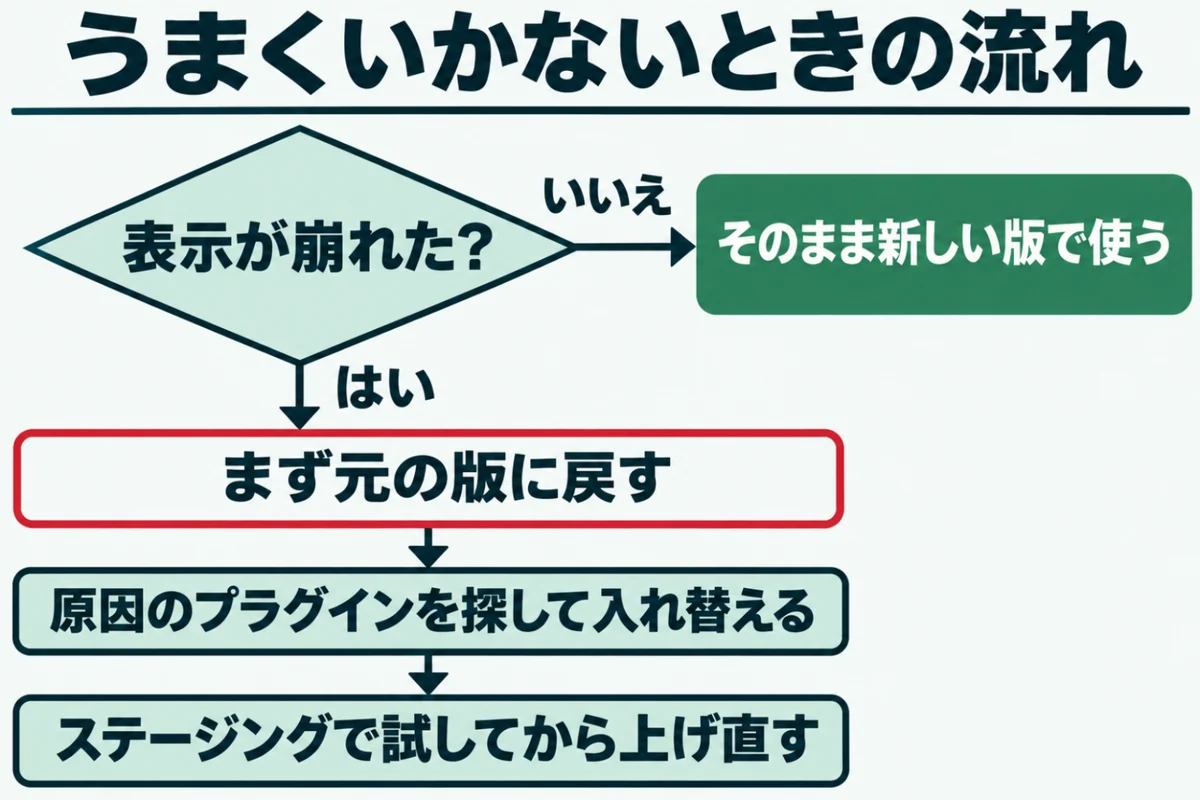 うまくいかないときの流れ
表示が崩れた?
いいえ
そのまま新しい版で使う
はい
まず元の版に戻す
原因のプラグインを探して入れ替える
ステージングで試してから上げ直す